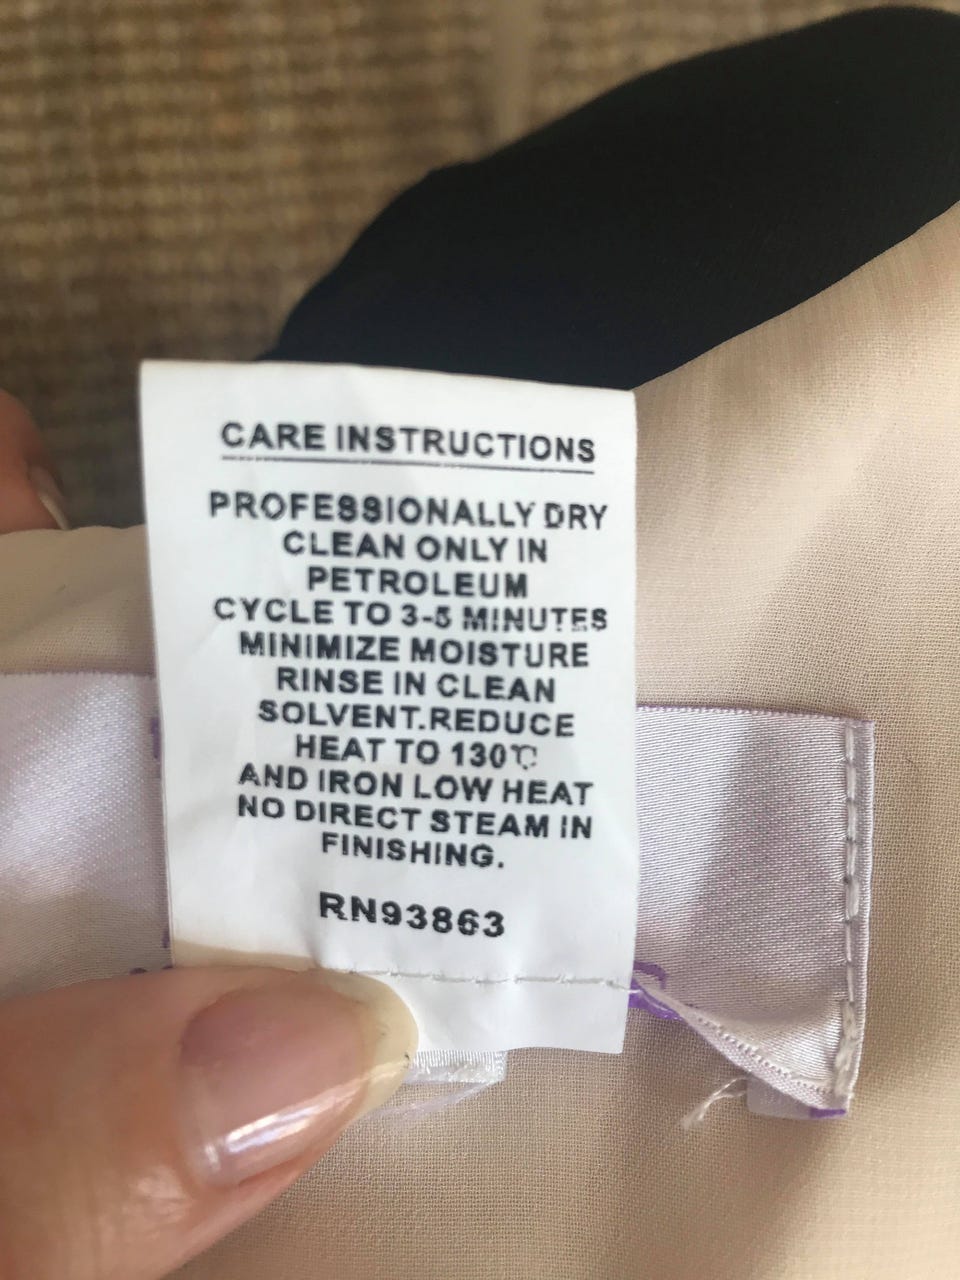 CARE INSTRUCTIONS
PROFESSIONALLY DRY
CLEAN ONLY IN
PETROLEUM
CYCLE TO 3-5 MINUTES
MINIMIZE MOISTURE
RINSE IN CLEAN
SOLVENT.REDUCE
HEAT TO 130℃
AND IRON LOW HEAT
NO DIRECT STEAM IN
FINISHING.
RN93863